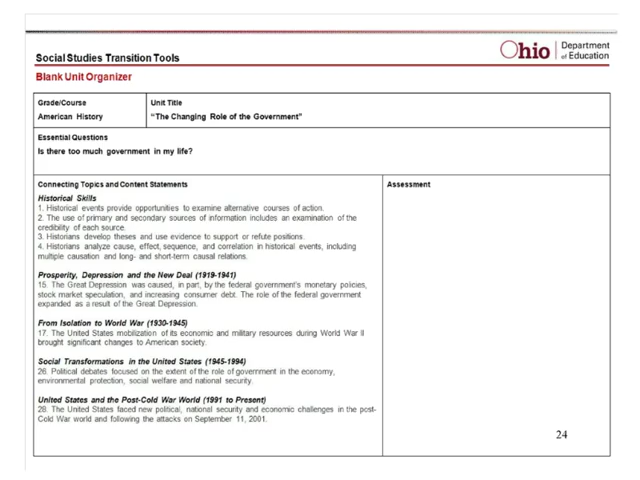 Social Studies Transition Tools
Ohio | Department of Education
Blank Unit Organizer
Grade/Course
American History
Unit Title
"The Changing Role of the Government"
Essential Questions
Is there too much government in my life?
Connecting Topics and Content Statements
Historical Skills
1. Historical events provide opportunities to examine alternative courses of action.
2. The use of primary and secondary sources of information includes an examination of the
credibility of each source.
3. Historians develop theses and use evidence to support or refute positions.
4. Historians analyze cause, effect, sequence, and correlation in historical events, including
multiple causation and long- and short-term causal relations.
Prosperity, Depression and the New Deal (1919-1941)
15. The Great Depression was caused, in part, by the federal government's monetary policies,
stock market speculation, and increasing consumer debt. The role of the federal government
expanded as a result of the Great Depression.
From Isolation to World War (1930-1945)
17. The United States mobilization of its economic and military resources during World War II
brought significant changes to American society.
Social Transformations in the United States (1945-1994)
26. Political debates focused on the extent of the role of government in the economy,
environmental protection, social welfare and national security.
United States and the Post-Cold War World (1991 to Present)
28. The United States faced new political, national security and economic challenges in the post-
Cold War world and following the attacks on September 11, 2001.
Assessment
24